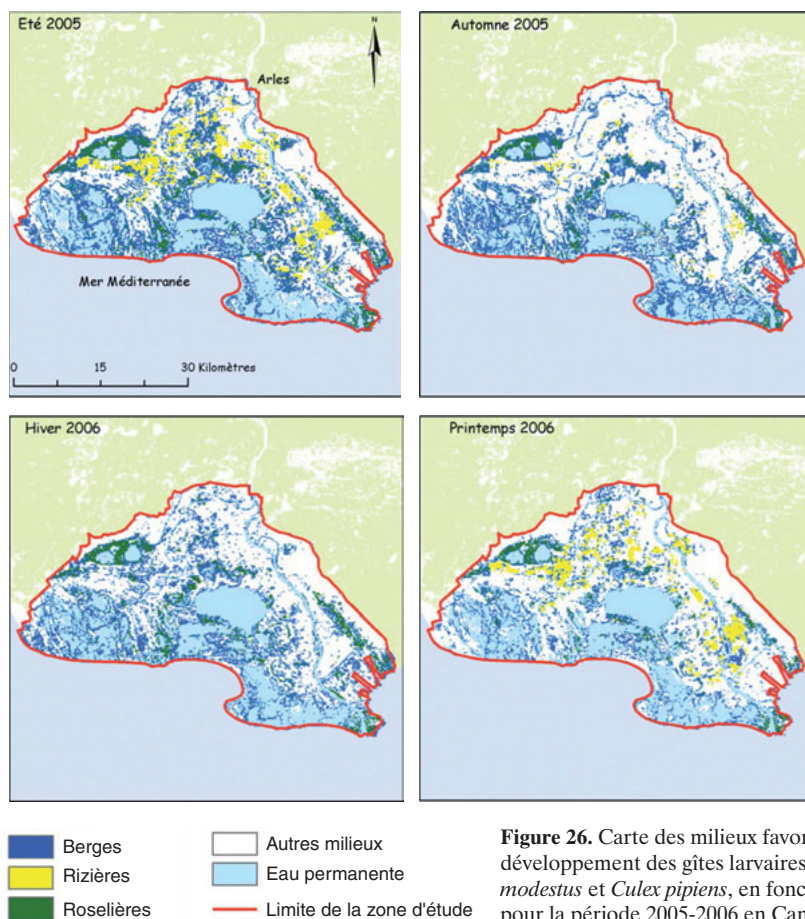 Eté 2005
N
Arles
Mer Méditerranée
0 15 30 Kilomètres
Automne 2005
Hiver 2006
Printemps 2006
Berges
Rizières
Roselières
Autres milieux
Eau permanente
Limite de la zone d'étude
Figure 26. Carte des milieux favor
développement des gîtes larvaires
modestus et Culex pipiens, en fonc
pour la période 2005-2006 en Car